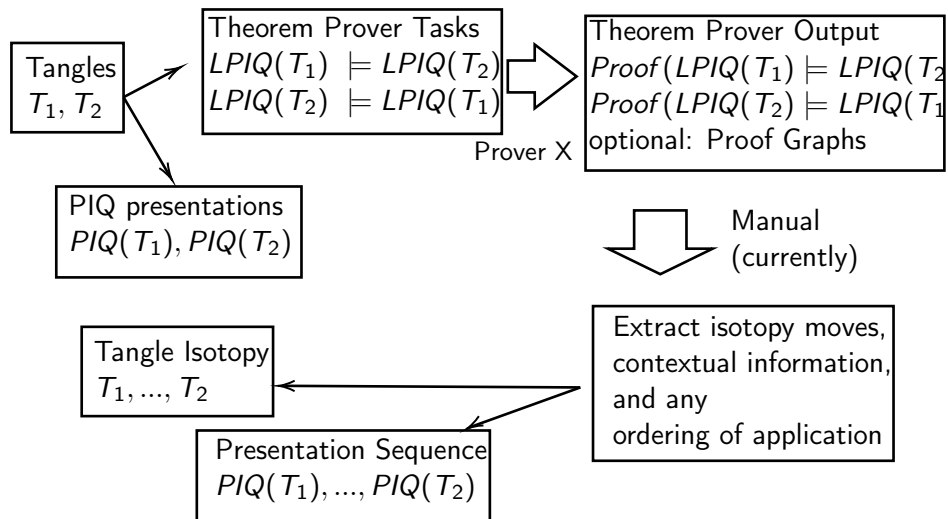 Tangles
T₁, T₂
Theorem Prover Tasks
LPIQ(T₁) ⊨ LPIQ(T₂)
LPIQ(T₂) ⊨ LPIQ(T₁)
Prover X
Theorem Prover Output
Proof(LPIQ(T₁) ⊨ LPIQ(T₂
Proof(LPIQ(T₂) ⊨ LPIQ(T₁
optional: Proof Graphs
PIQ presentations
PIQ(T₁), PIQ(T₂)
Manual
(currently)
Extract isotopy moves,
contextual information,
and any
ordering of application
Tangle Isotopy
T₁, ..., T₂
Presentation Sequence
PIQ(T₁), ..., PIQ(T₂)